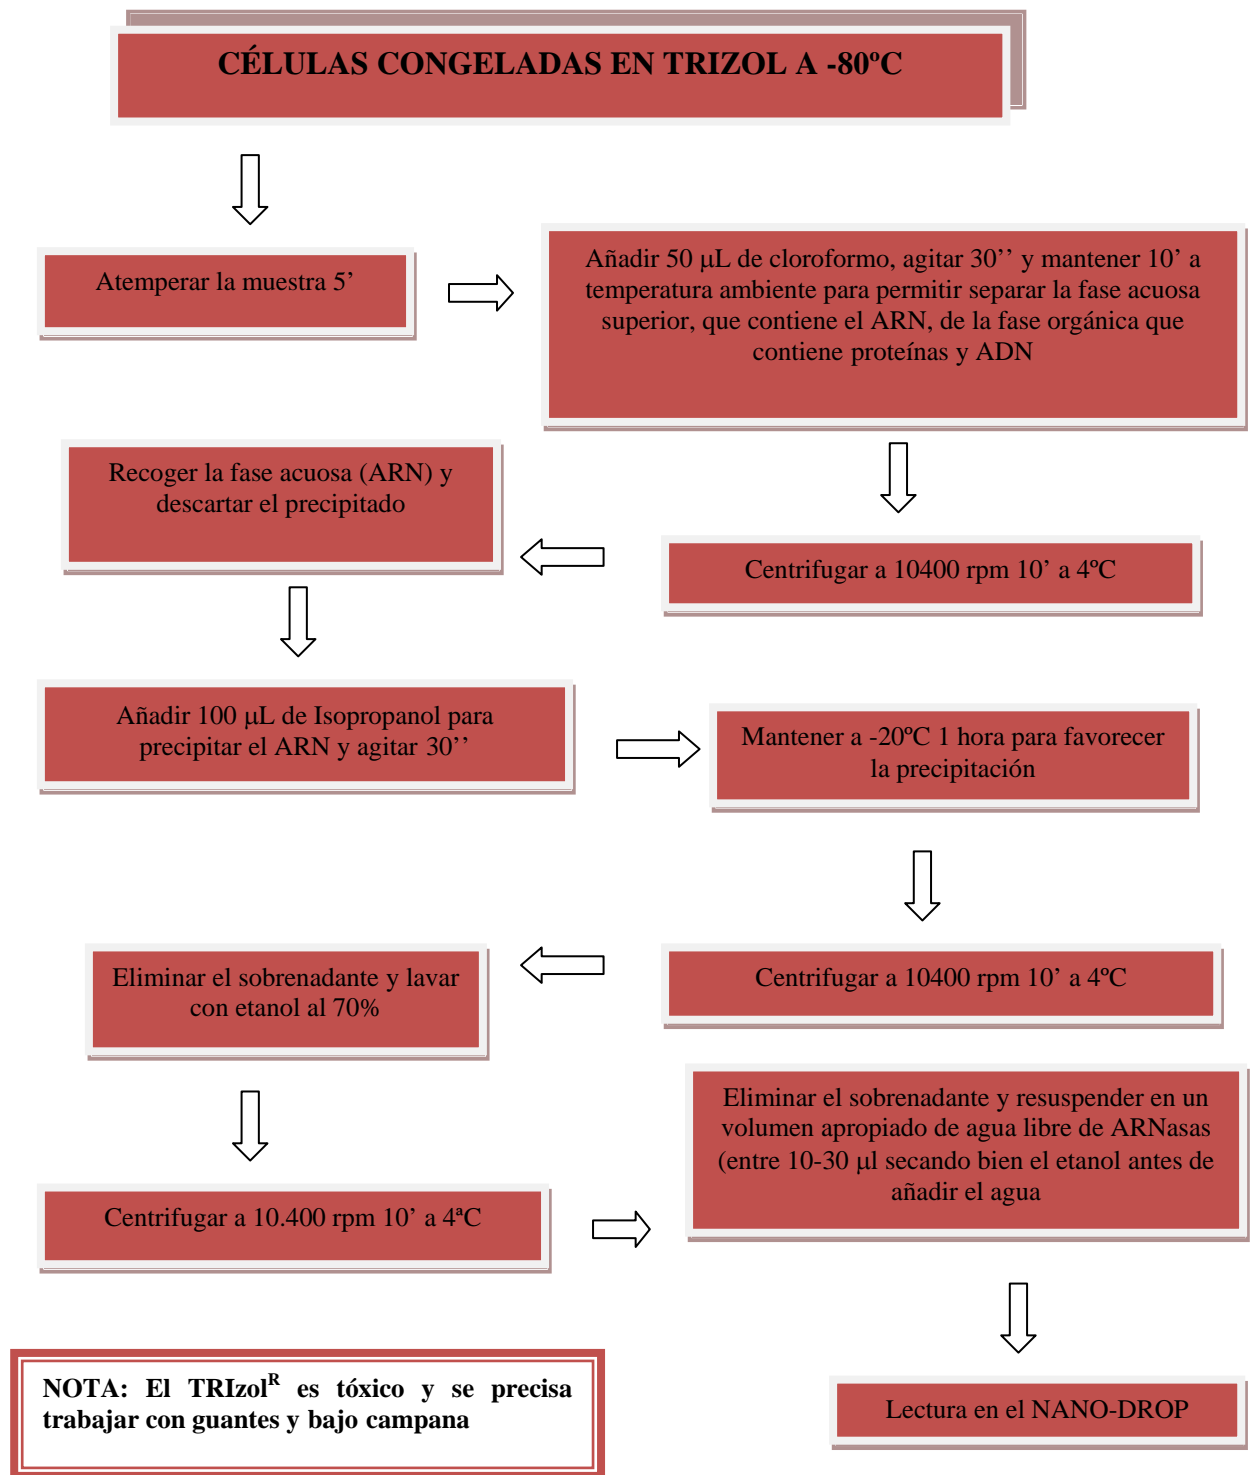 CÉLULAS CONGELADAS EN TRIZOL A -80ºC
Atemperar la muestra 5’
Añadir 50 μL de cloroformo, agitar 30’’ y mantener 10’ a
temperatura ambiente para permitir separar la fase acuosa
superior, que contiene el ARN, de la fase orgánica que
contiene proteínas y ADN
Centrifugar a 10400 rpm 10’ a 4ºC
Recoger la fase acuosa (ARN) y
descartar el precipitado
Añadir 100 μL de Isopropanol para
precipitar el ARN y agitar 30’’
Mantener a -20ºC 1 hora para favorecer
la precipitación
Centrifugar a 10400 rpm 10’ a 4ºC
Eliminar el sobrenadante y lavar
con etanol al 70%
Centrifugar a 10.400 rpm 10’ a 4ªC
Eliminar el sobrenadante y resuspender en un
volumen apropiado de agua libre de ARNasas
(entre 10-30 μl secando bien el etanol antes de
añadir el agua
Lectura en el NANO-DROP
NOTA: El TRIzolᴿ es tóxico y se precisa
trabajar con guantes y bajo campana